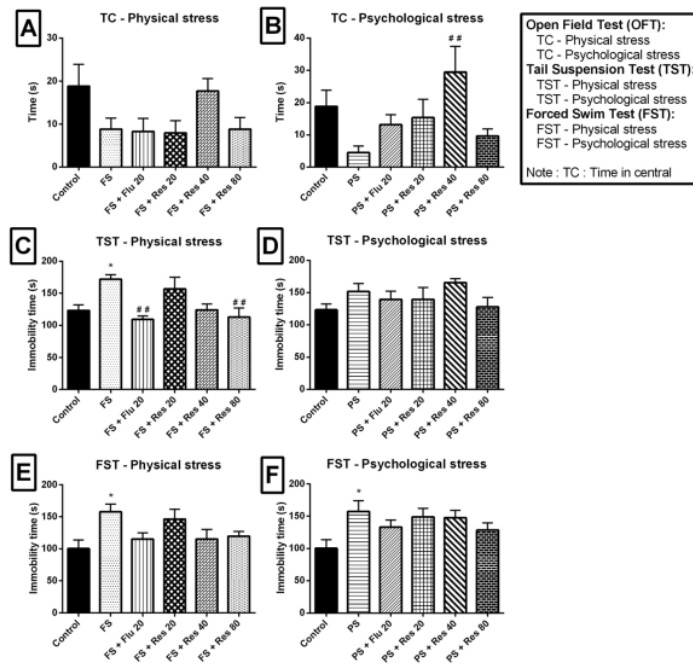 A
TC - Physical stress
Time (s)
30
20
10
0
Control
FS
FS + Flu 20
FS + Res 20
FS + Res 40
FS + Res 80
B
TC - Psychological stress
Time (s)
40
30
20
10
0
# #
Control
PS
PS + Flu 20
PS + Res 20
PS + Res 40
PS + Res 80
Open Field Test (OFT):
TC - Physical stress
TC - Psychological stress
Tail Suspension Test (TST):
TST - Physical stress
TST - Psychological stress
Forced Swim Test (FST):
FST - Physical stress
FST - Psychological stress
Note : TC : Time in central
C
TST - Physical stress
Immobility time (s)
200
150
100
50
0
*
# #
# #
Control
FS
FS + Flu 20
FS + Res 20
FS + Res 40
FS + Res 80
D
TST - Psychological stress
Immobility time (s)
200
150
100
50
0
Control
PS
PS + Flu 20
PS + Res 20
PS + Res 40
PS + Res 80
E
FST - Physical stress
Immobility time (s)
200
150
100
50
0
*
Control
FS
FS + Flu 20
FS + Res 20
FS + Res 40
FS + Res 80
F
FST - Psychological stress
Immobility time (s)
200
150
100
50
0
*
Control
PS
PS + Flu 20
PS + Res 20
PS + Res 40
PS + Res 80